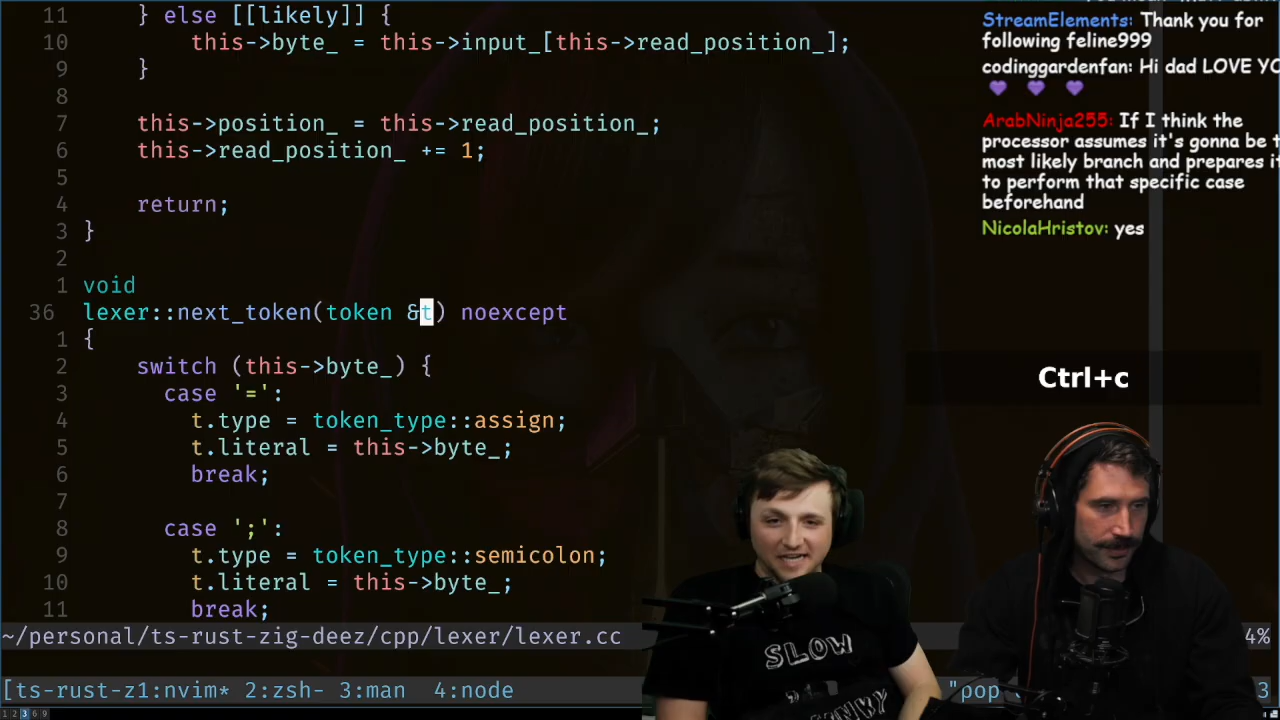 11 } else [[likely]] {
10 this->byte_ = this->input_[this->read_position_];
9 }
8
7 this->position_ = this->read_position_;
6 this->read_position_ += 1;
5
4 return;
3 }
2
1 void
36 lexer::next_token(token &t) noexcept
1 {
2 switch (this->byte_) {
3 case '=':
4 t.type = token_type::assign;
5 t.literal = this->byte_;
6 break;
7
8 case ';':
9 t.type = token_type::semicolon;
10 t.literal = this->byte_;
11 break;
~/personal/ts-rust-zig-deez/cpp/lexer/lexer.cc 4%
[ts-rust-z1:nvim* 2:zsh- 3:man 4:node "pop 3
1 2 3 6 9
StreamElements: Thank you for
following feline999
codinggardenfan: Hi dad LOVE YO
ArabNinja255: If I think the
processor assumes it's gonna be t
most likely branch and prepares i
to perform that specific case
beforehand
NicolaHristov: yes
Ctrl+c
SLOW